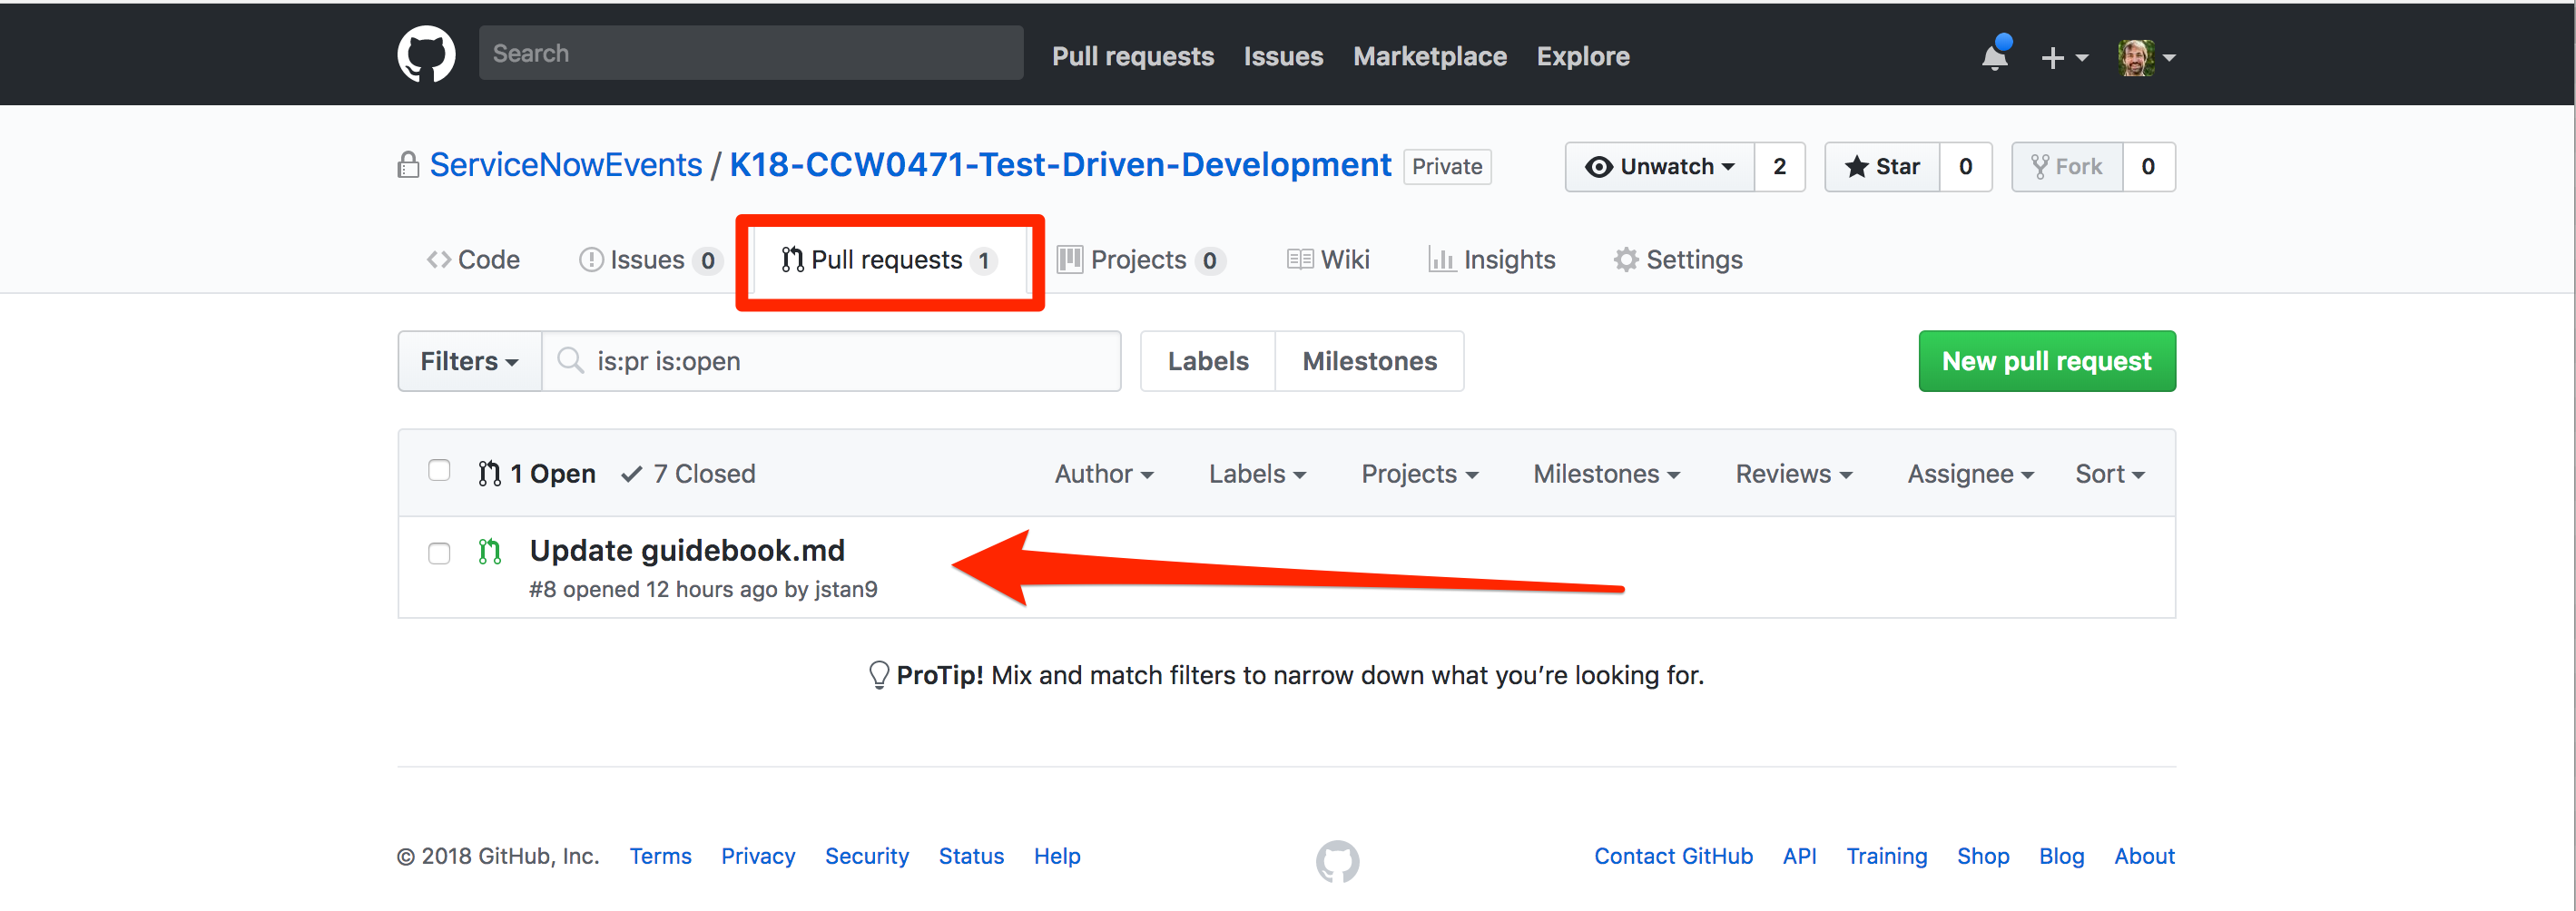 Search Pull requests Issues Marketplace Explore
ServiceNowEvents / K18-CCW0471-Test-Driven-Development Private Unwatch 2 Star 0 Fork 0
Code Issues 0 Pull requests 1 Projects 0 Wiki Insights Settings
Filters is:pr is:open Labels Milestones New pull request
1 Open 7 Closed Author Labels Projects Milestones Reviews Assignee Sort
Update guidebook.md
#8 opened 12 hours ago by jstan9
ProTip! Mix and match filters to narrow down what you’re looking for.
© 2018 GitHub, Inc. Terms Privacy Security Status Help Contact GitHub API Training Shop Blog About